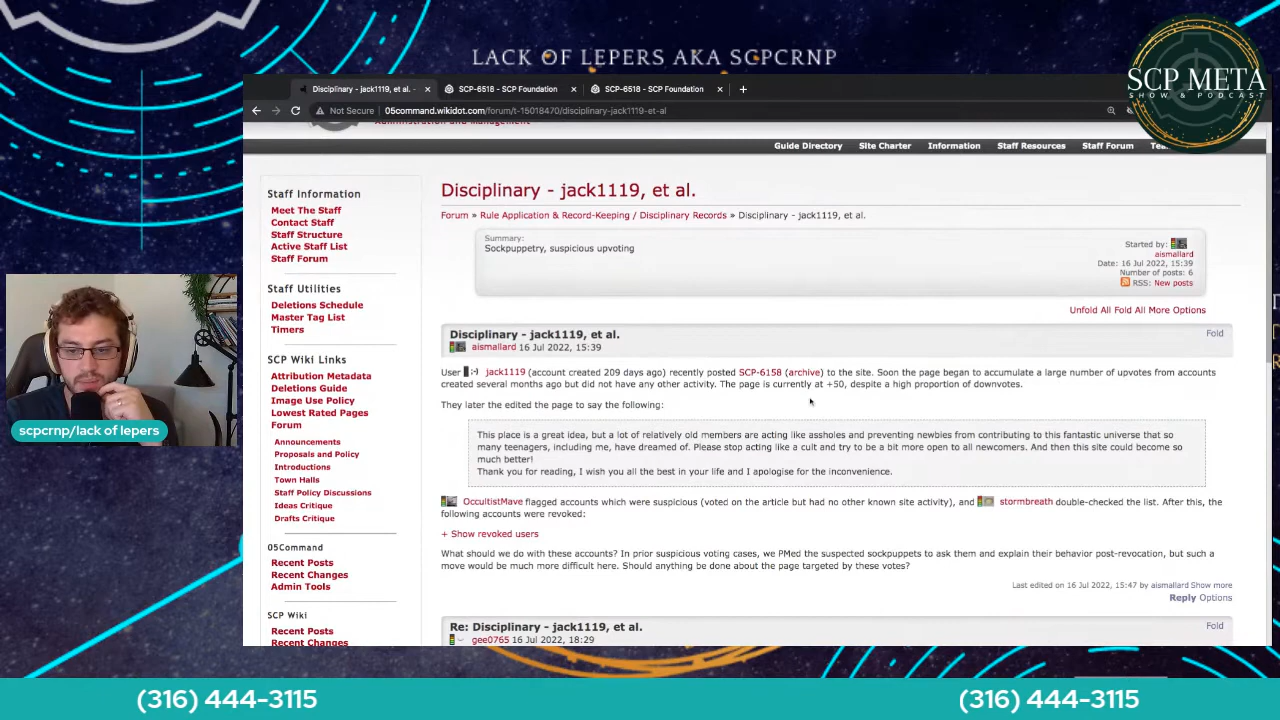 LACK OF LEPERS AKA SCPCRNP
SCP META
SHOW & PODCAST
Disciplinary - jack1119, et al. -
SCP-6518 - SCP Foundation
SCP-6518 - SCP Foundation
Not Secure
05command.wikidot.com/forum/t-15018470/disciplinary-jack1119-et-al
Administration and Management
Guide Directory
Site Charter
Information
Staff Resources
Staff Forum
Staff Information
Meet The Staff
Contact Staff
Staff Structure
Active Staff List
Staff Forum
Staff Utilities
Deletions Schedule
Master Tag List
Timers
SCP Wiki Links
Attribution Metadata
Deletions Guide
Image Use Policy
Lowest Rated Pages
Forum
Announcements
Proposals and Policy
Introductions
Town Halls
Staff Policy Discussions
Ideas Critique
Drafts Critique
05Command
Recent Posts
Recent Changes
Admin Tools
SCP Wiki
Recent Posts
Recent Changes
Disciplinary - jack1119, et al.
Forum » Rule Application & Record-Keeping / Disciplinary Records » Disciplinary - jack1119, et al.
Summary:
Sockpuppetry, suspicious upvoting
Started by:
aismallard
Date: 16 Jul 2022, 15:39
Number of posts: 6
RSS: New posts
Unfold All Fold All More Options
Disciplinary - jack1119, et al.
Fold
aismallard 16 Jul 2022, 15:39
User jack1119 (account created 209 days ago) recently posted SCP-6158 (archive) to the site. Soon the page began to accumulate a large number of upvotes from accounts
created several months ago but did not have any other activity. The page is currently at +50, despite a high proportion of downvotes.
They later the edited the page to say the following:
This place is a great idea, but a lot of relatively old members are acting like assholes and preventing newbies from contributing to this fantastic universe that so
many teenagers, including me, have dreamed of. Please stop acting like a cult and try to be a bit more open to all newcomers. And then this site could become so
much better!
Thank you for reading, I wish you all the best in your life and I apologise for the inconvenience.
OccultistMave flagged accounts which were suspicious (voted on the article but had no other known site activity), and stormbreath double-checked the list. After this, the
following accounts were revoked:
+ Show revoked users
What should we do with these accounts? In prior suspicious voting cases, we PMed the suspected sockpuppets to ask them and explain their behavior post-revocation, but such a
move would be much more difficult here. Should anything be done about the page targeted by these votes?
Last edited on 16 Jul 2022, 15:47 by aismallard Show more
Reply Options
Re: Disciplinary - jack1119, et al.
Fold
gee0765 16 Jul 2022, 18:29
scpcrnp/lack of lepers
(316) 444-3115
(316) 444-3115